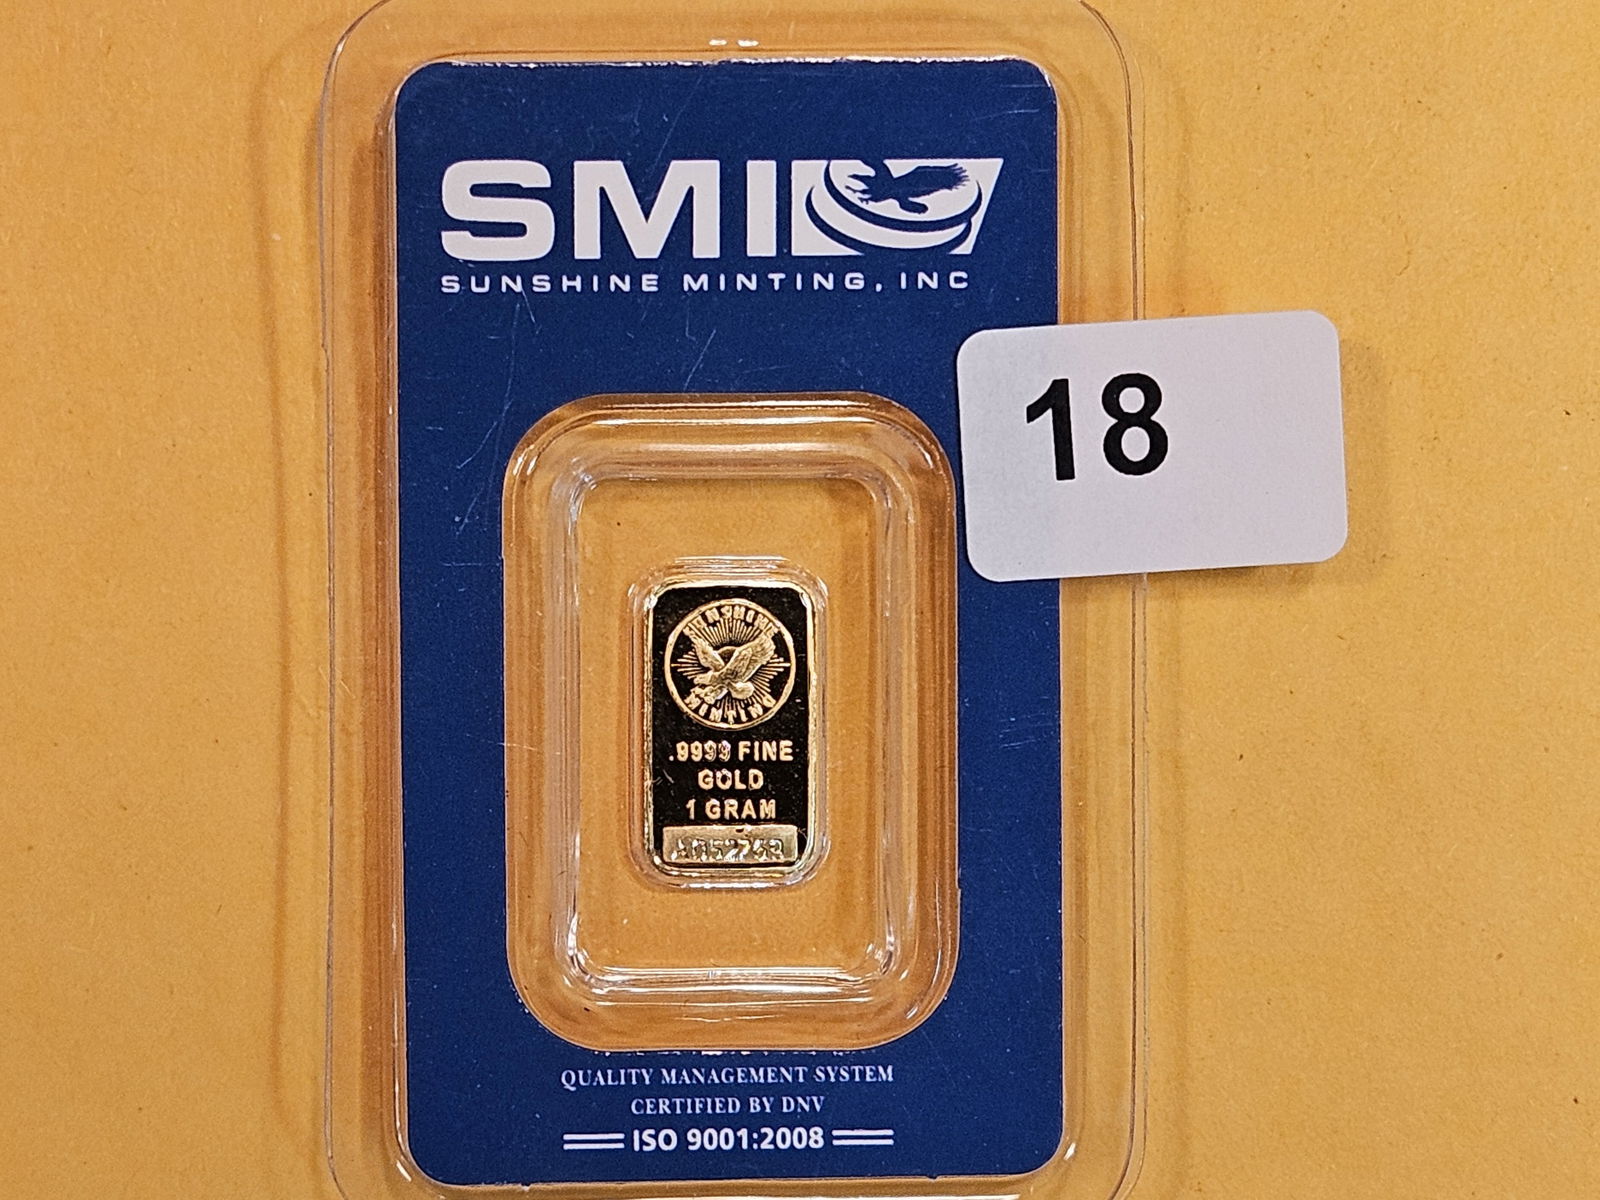 SMI
SUNSHINE MINTING, INC
18
SUNSHINE
MINTING
.9999 FINE
GOLD
1 GRAM
QUALITY MANAGEMENT SYSTEM
CERTIFIED BY DNV
ISO 9001:2008